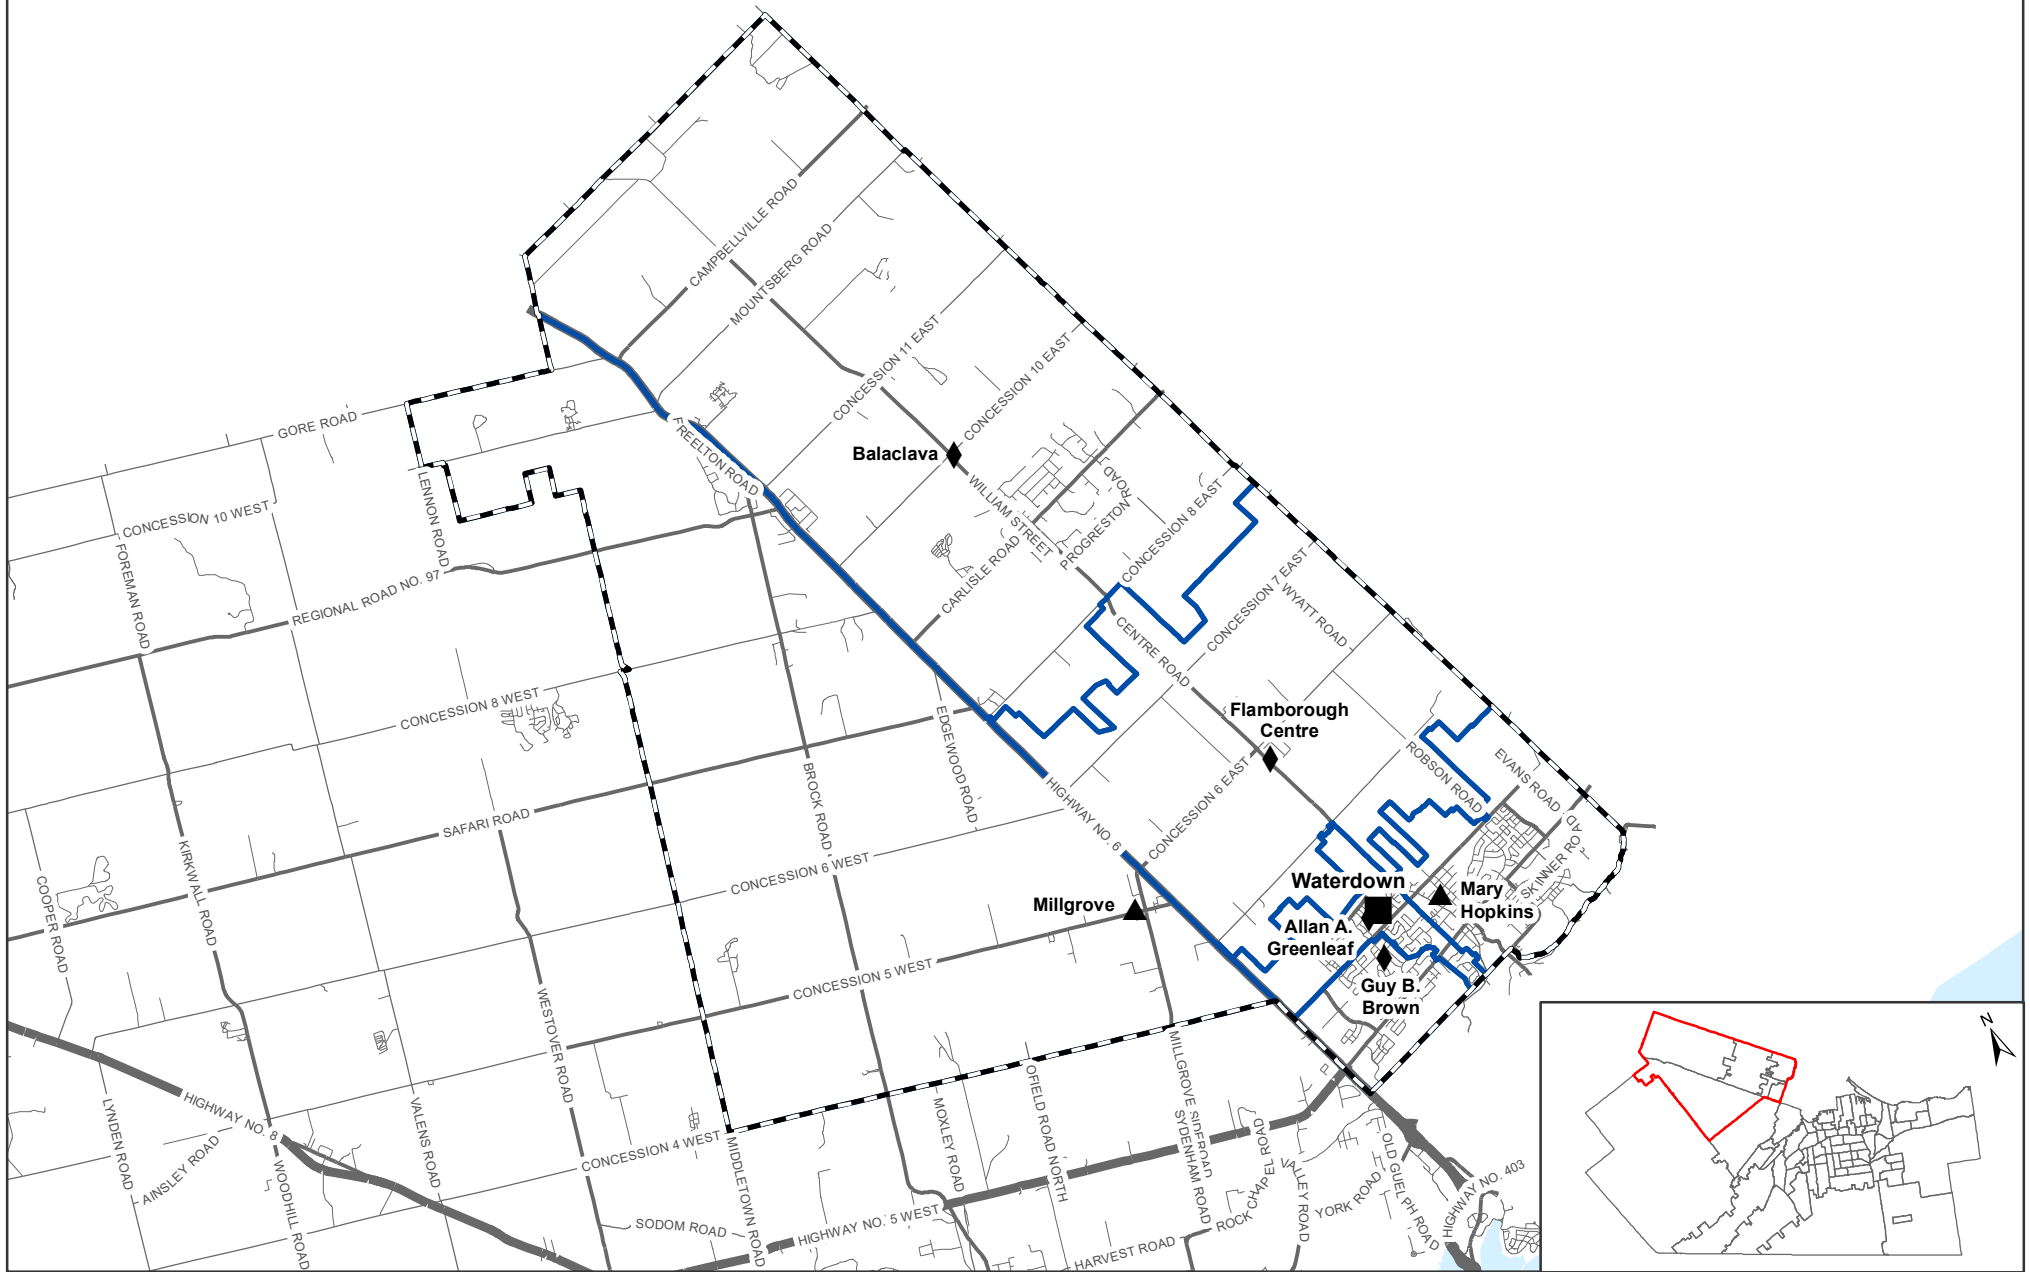 CAMPBELLVILLE ROAD
MOUNTSBERG ROAD
CONCESSION 11 EAST
CONCESSION 10 EAST
GORE ROAD
FREELTON ROAD
Balaclava
LENNON ROAD
WILLIAM STREET
PROGRESTON
ROAD
CONCESSION 8 EAST
CONCESSION 10 WEST
FOREMAN ROAD
REGIONAL ROAD NO. 97
CARLISLE ROAD
CONCESSION 7 EAST
WYATT ROAD
CENTRE ROAD
CONCESSION 8 WEST
EDGEWOOD ROAD
Flamborough
Centre
ROBSON ROAD
EVANS ROAD
BROCK ROAD
HIGHWAY NO. 6
CONCESSION 6 EAST
SAFARI ROAD
KIRKWALL ROAD
COOPER ROAD
CONCESSION 6 WEST
SKINNER ROAD
Waterdown
Mary
Hopkins
Millgrove
Allan A.
Greenleaf
Guy B.
Brown
CONCESSION 5 WEST
WESTOVER ROAD
MILLGROVE SIDEROAD
SYDENHAM ROAD
OFIELD ROAD NORTH
MOXLEY ROAD
LYNDEN ROAD
HIGHWAY NO. 8
AINSLEY ROAD
WOODHILL ROAD
VALENS ROAD
CONCESSION 4 WEST
MIDDLETOWN ROAD
SODOM ROAD
HIGHWAY NO. 5 WEST
HARVEST ROAD
ROCK CHAPEL ROAD
VALLEY ROAD
YORK ROAD
OLD GUELPH ROAD
HIGHWAY NO. 403
N